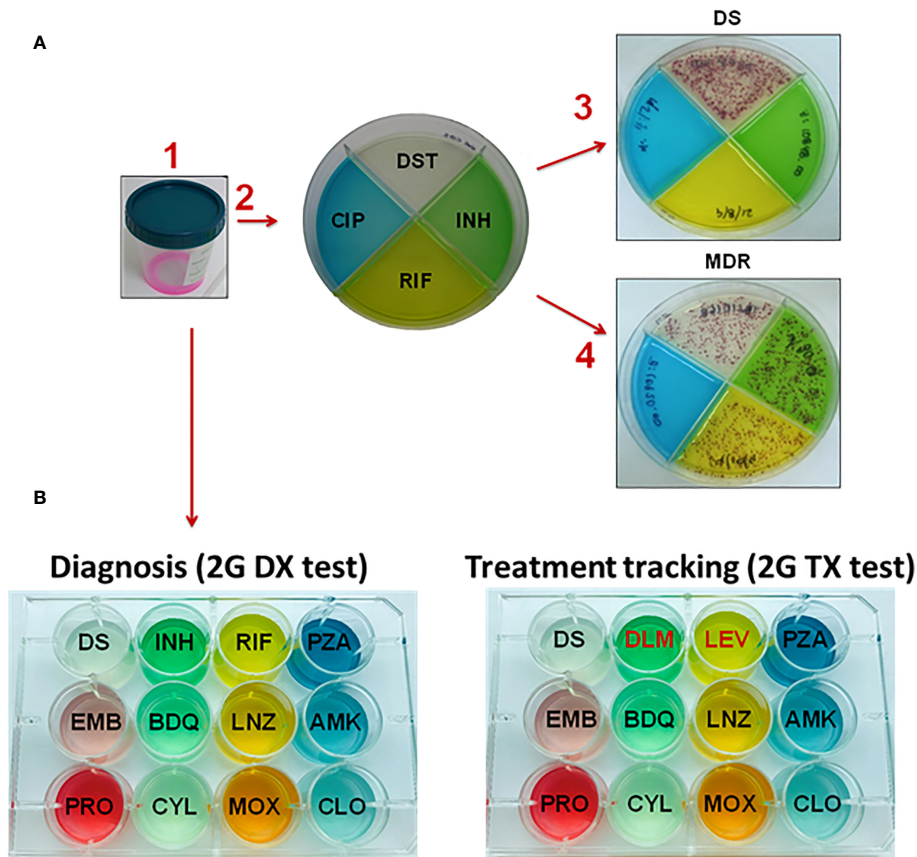 A
DS
1
2
3
DST
CIP
INH
RIF
MDR
4
B
Diagnosis (2G DX test)
Treatment tracking (2G TX test)
DS INH RIF PZA
EMB BDQ LNZ AMK
PRO CYL MOX CLO
DS DLM LEV PZA
EMB BDQ LNZ AMK
PRO CYL MOX CLO